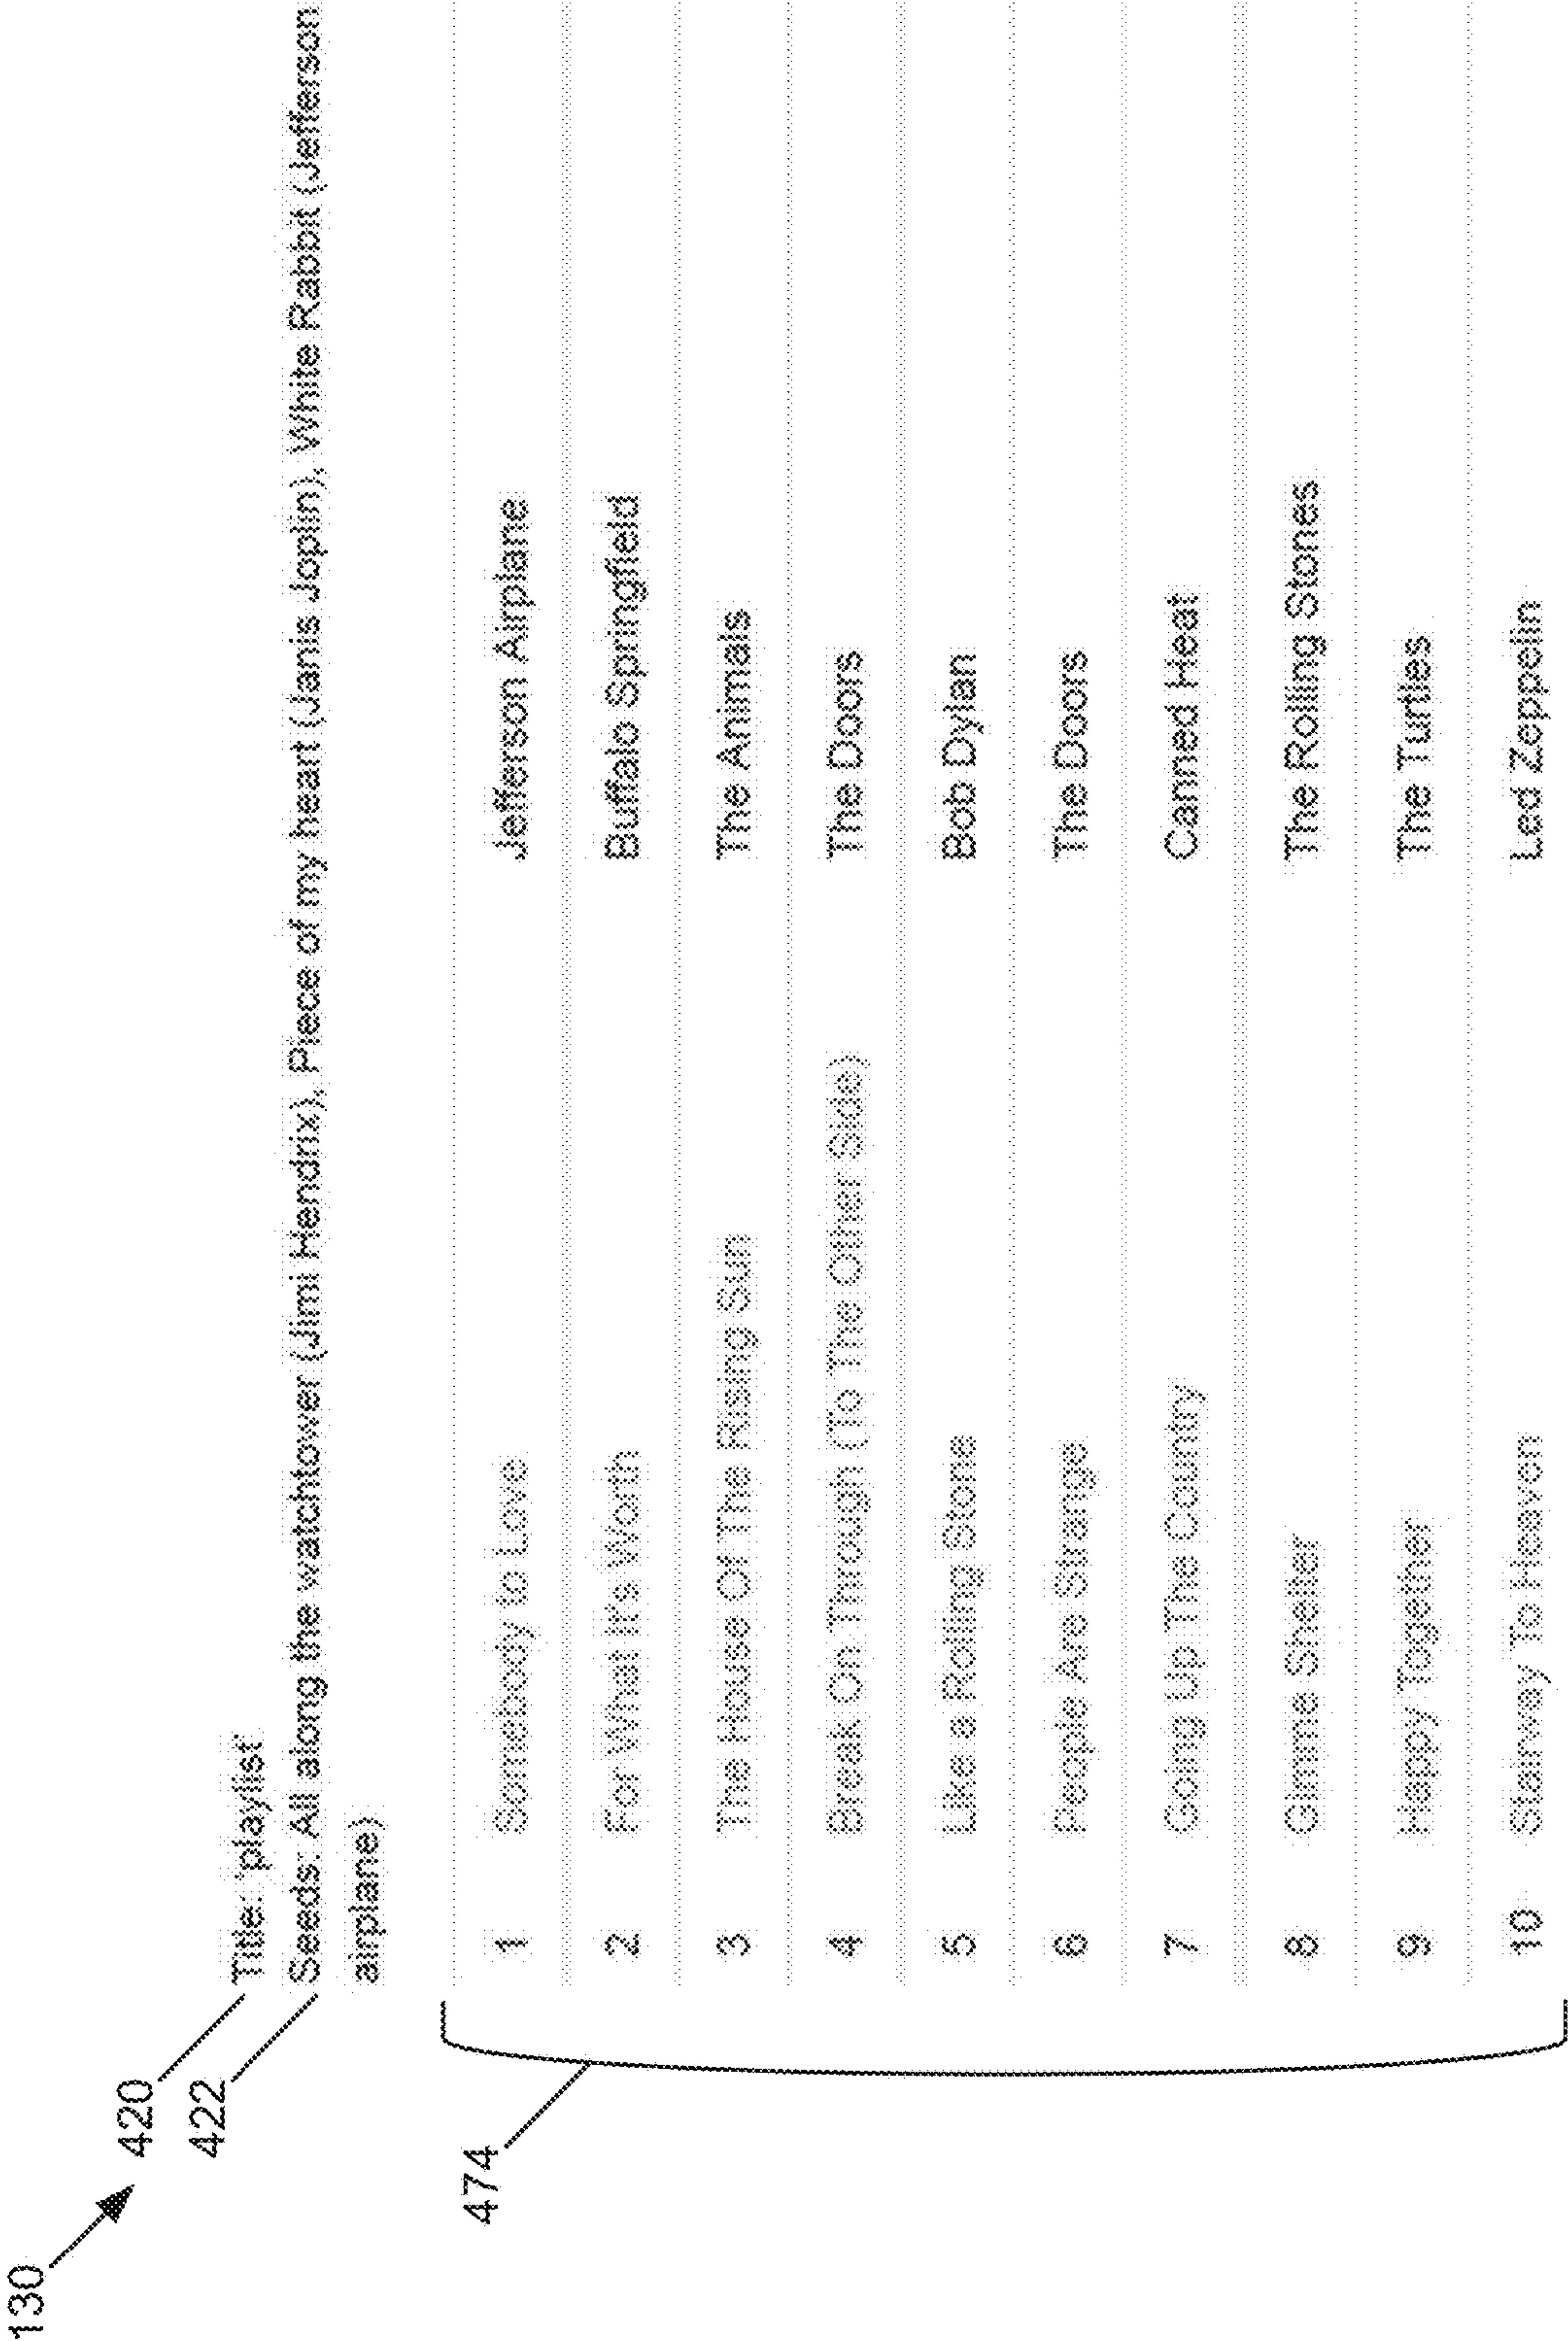 130
420
422
Title: 'playlist'
Seeds: All along the watchtower (Jimi Hendrix), Piece of my heart (Janis Joplin), White Rabbit (Jefferson
airplane)
474
1 Somebody to Love Jefferson Airplane
2 For What It's Worth Buffalo Springfield
3 The House Of The Rising Sun The Animals
4 Break On Through (To The Other Side) The Doors
5 Like a Rolling Stone Bob Dylan
6 People Are Strange The Doors
7 Going Up The Country Canned Heat
8 Gimme Shelter The Rolling Stones
9 Happy Together The Turtles
10 Stairway To Heaven Led Zeppelin